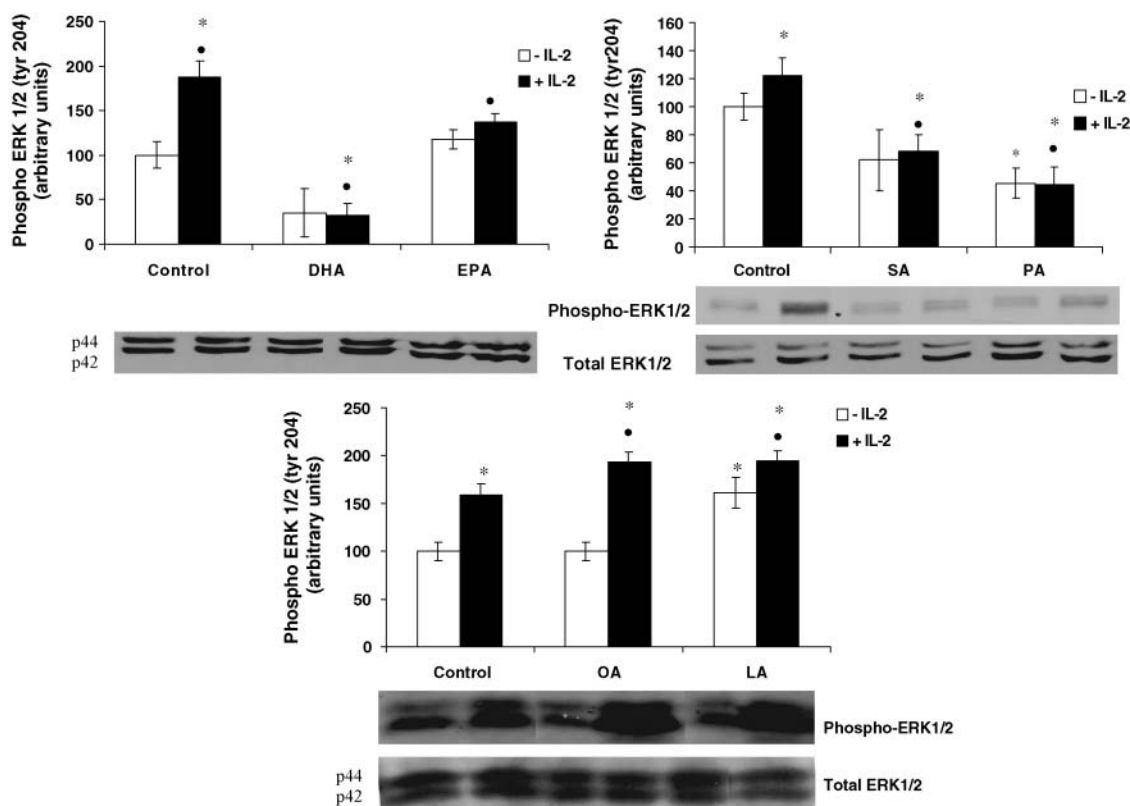 Phospho ERK 1/2 (tyr 204)
(arbitrary units)
250
200
150
100
50
0
*
•
*
•
•
- IL-2
+ IL-2
Control DHA EPA
p44
p42
Phospho ERK 1/2 (tyr204)
(arbitrary units)
160
140
120
100
80
60
40
20
0
*
*
•
*
*
•
- IL-2
+ IL-2
Control SA PA
Phospho-ERK1/2
Total ERK1/2
Phospho ERK 1/2 (tyr 204)
(arbitrary units)
250
200
150
100
50
0
*
*
•
*
*
•
- IL-2
+ IL-2
Control OA LA
Phospho-ERK1/2
p44
p42
Total ERK1/2